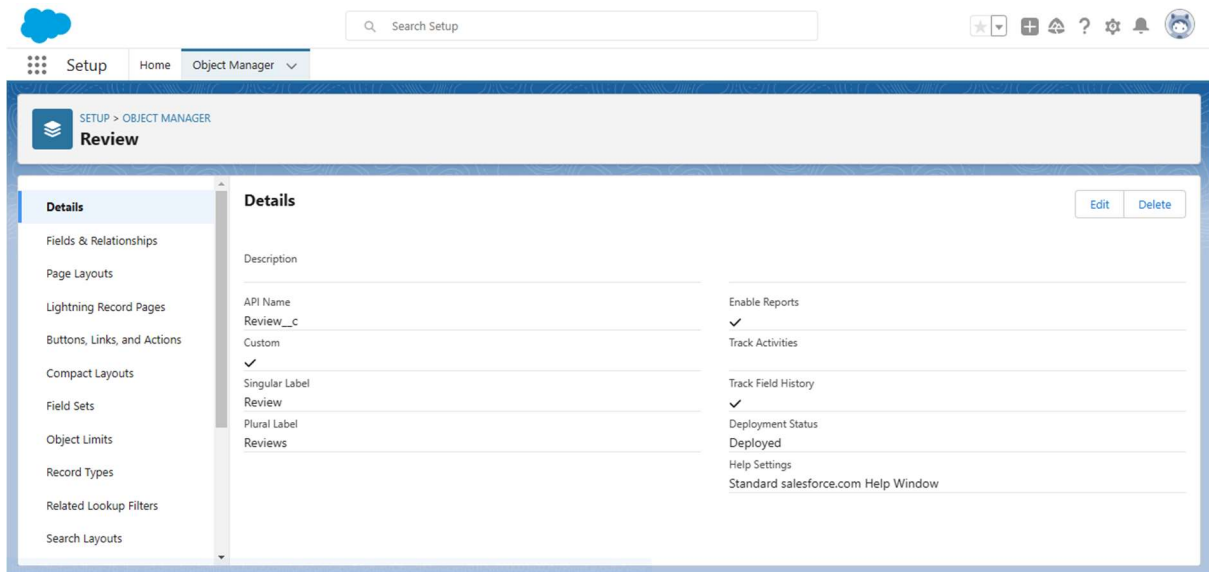 Search Setup
Setup
Home
Object Manager
SETUP > OBJECT MANAGER
Review
Details
Fields & Relationships
Page Layouts
Lightning Record Pages
Buttons, Links, and Actions
Compact Layouts
Field Sets
Object Limits
Record Types
Related Lookup Filters
Search Layouts
Details
Edit
Delete
Description
API Name
Review__c
Custom
Singular Label
Review
Plural Label
Reviews
Enable Reports
Track Activities
Track Field History
Deployment Status
Deployed
Help Settings
Standard salesforce.com Help Window